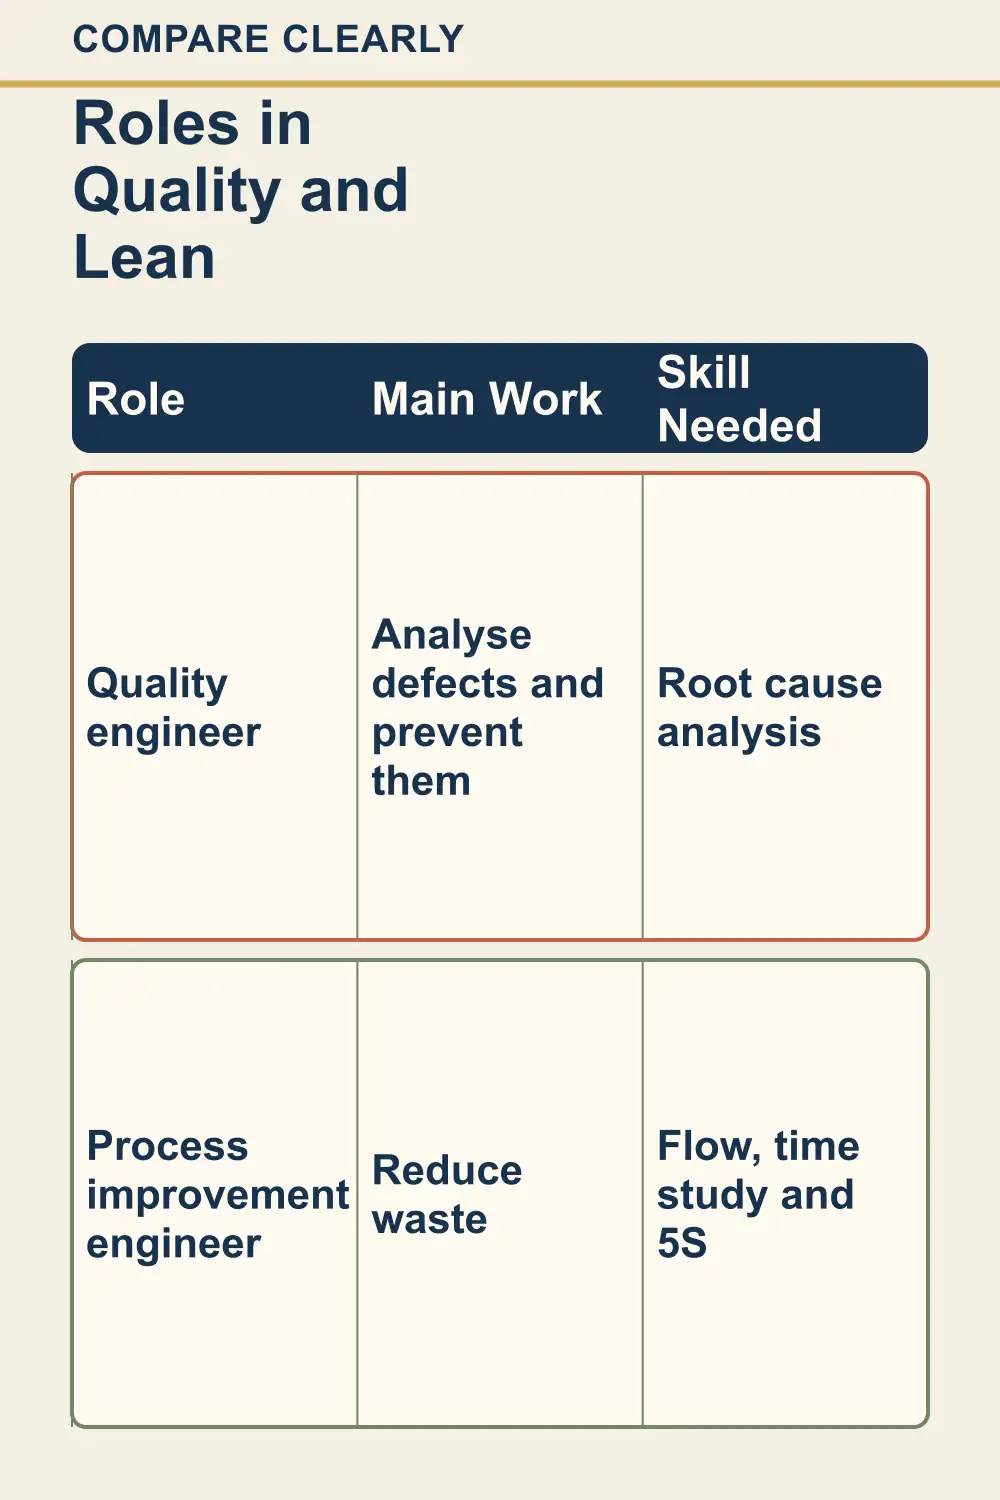 COMPARE CLEARLY
Roles in
Quality and
Lean
Role
Main Work
Skill
Needed
Quality
engineer
Analyse
defects and
prevent
them
Root cause
analysis
Process
improvement
engineer
Reduce
waste
Flow, time
study and
5S